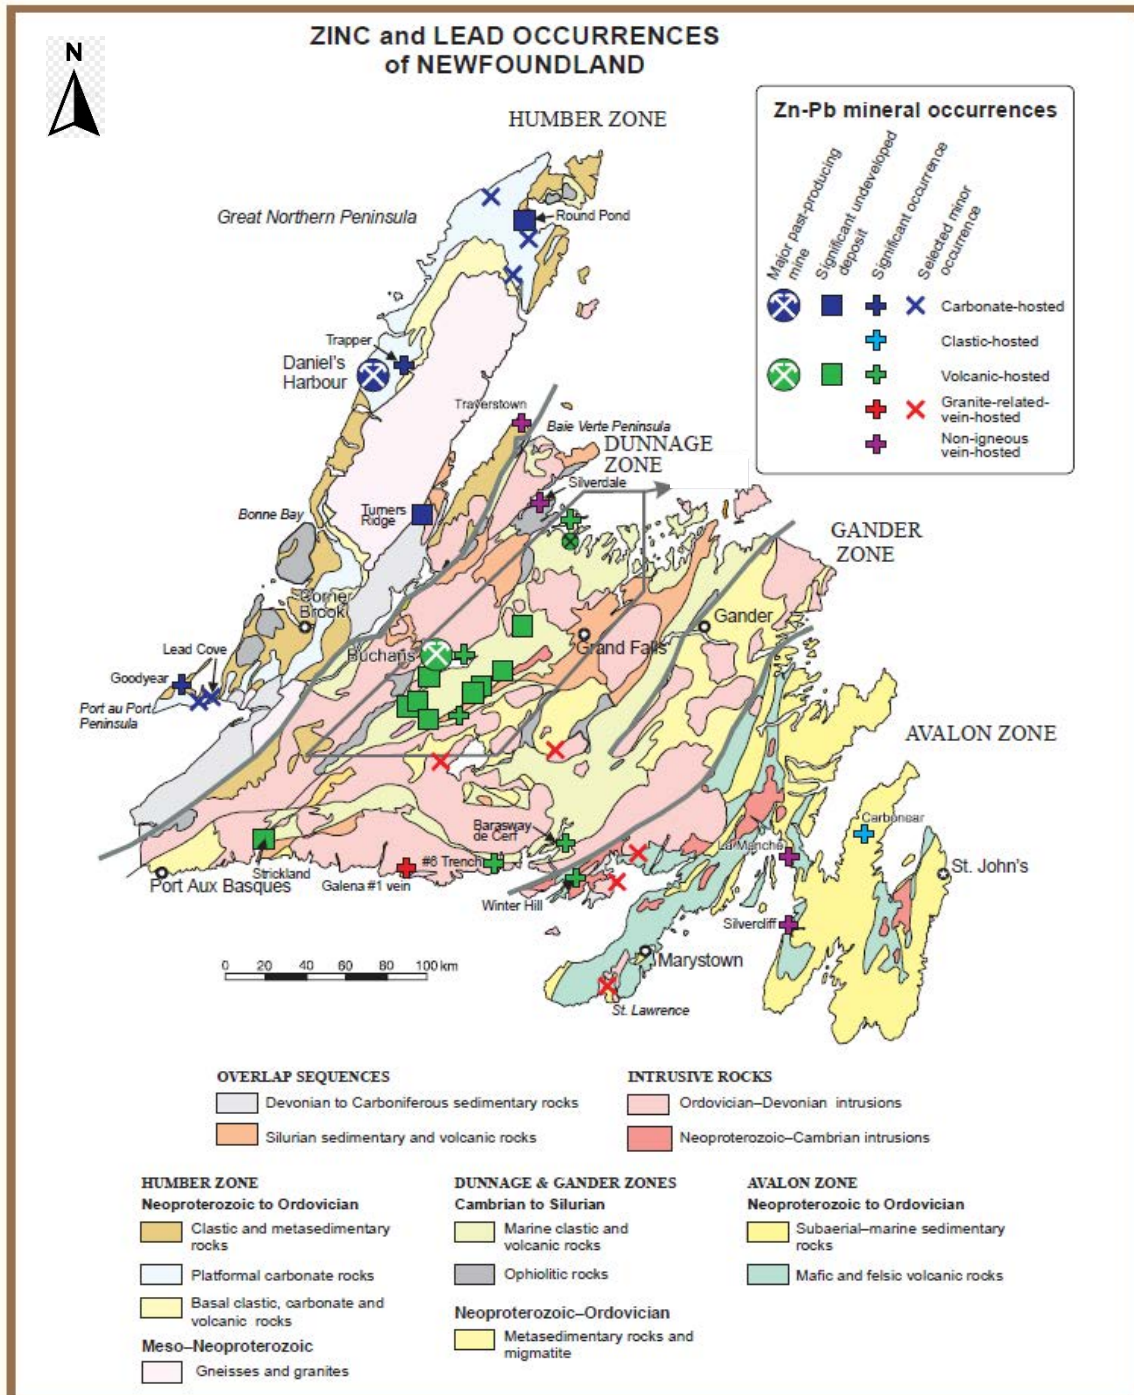 ZINC and LEAD OCCURRENCES
of NEWFOUNDLAND
N
HUMBER ZONE
Zn-Pb mineral occurrences
Major past-producing
mine
Significant undeveloped
deposit
Significant occurrence
Selected minor
occurrence
Carbonate-hosted
Clastic-hosted
Volcanic-hosted
Granite-related-
vein-hosted
Non-igneous
vein-hosted
Great Northern Peninsula
Round Pond
Trapper
Daniel's
Harbour
Traverstown
Baie Verte Peninsula
DUNNAGE
ZONE
Silverdale
Bonne Bay
Turners
Ridge
GANDER
ZONE
Corner
Brook
Gander
Grand Falls
Buchans
Lead Cove
Goodyear
Port au Port
Peninsula
AVALON ZONE
Barasway
de Cerf
Carbonear
La Manche
#6 Trench
Strickland
Port Aux Basques
Galena #1 vein
St. John's
Winter Hill
Silvercliff
Marystown
0 20 40 60 80 100 km
St. Lawrence
OVERLAP SEQUENCES
Devonian to Carboniferous sedimentary rocks
Silurian sedimentary and volcanic rocks
INTRUSIVE ROCKS
Ordovician–Devonian intrusions
Neoproterozoic–Cambrian intrusions
HUMBER ZONE
Neoproterozoic to Ordovician
Clastic and metasedimentary
rocks
Platformal carbonate rocks
Basal clastic, carbonate and
volcanic rocks
Meso–Neoproterozoic
Gneisses and granites
DUNNAGE & GANDER ZONES
Cambrian to Silurian
Marine clastic and
volcanic rocks
Ophiolitic rocks
Neoproterozoic–Ordovician
Metasedimentary rocks and
migmatite
AVALON ZONE
Neoproterozoic to Ordovician
Subaerial–marine sedimentary
rocks
Mafic and felsic volcanic rocks